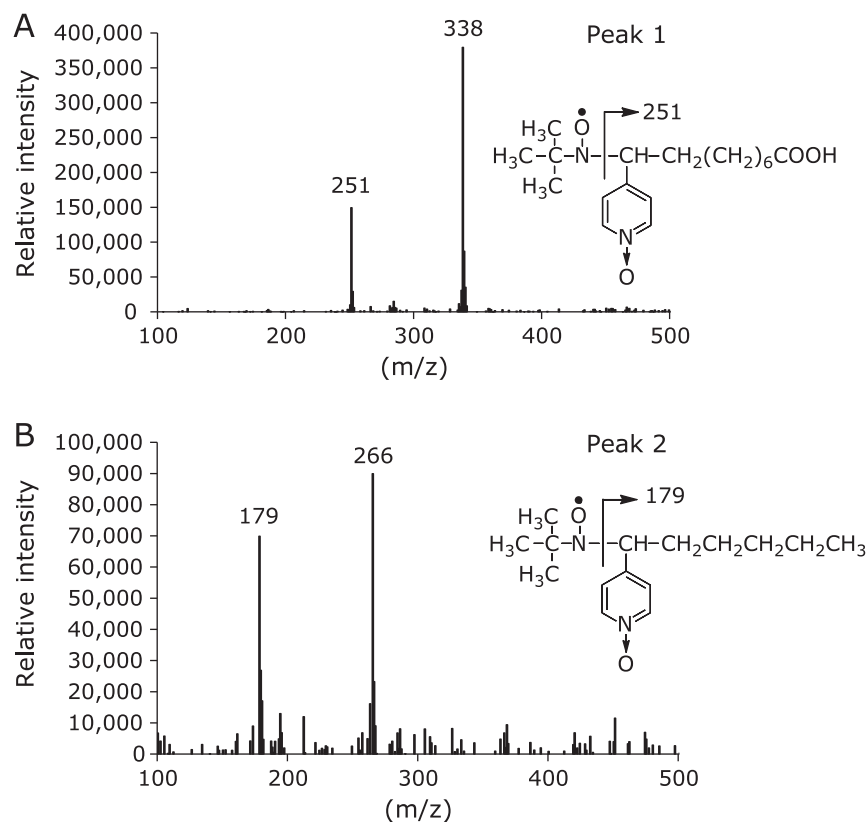 A
Peak 1
Relative intensity
400,000
350,000
300,000
250,000
200,000
150,000
100,000
50,000
0
338
251
100
200
300
400
500
(m/z)
O
251
H₃C
H₃C–C–N–CH–CH₂(CH₂)₆COOH
H₃C
N
O
B
Peak 2
Relative intensity
100,000
90,000
80,000
70,000
60,000
50,000
40,000
30,000
20,000
10,000
0
266
179
100
200
300
400
500
(m/z)
O
179
H₃C
H₃C–C–N–CH–CH₂CH₂CH₂CH₂CH₃
H₃C
N
O